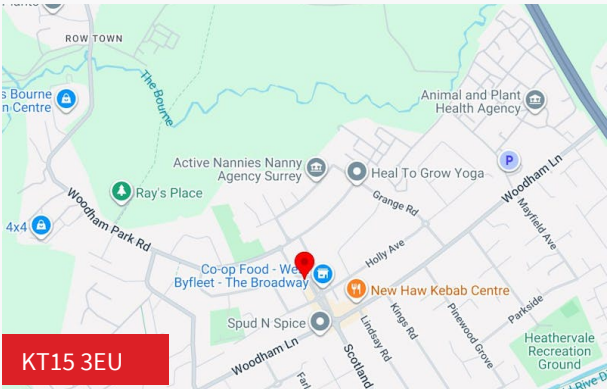 ROW TOWN
The Bourne
s Bourne
n Centre
Animal and Plant
Health Agency
P
Active Nannies Nanny
Agency Surrey
Heal To Grow Yoga
Woodham Ln
Ray's Place
Grange Rd
Mayfield Ave
Woodham Park Rd
4x4
Holly Ave
Co-op Food - We
Byfleet - The Broadway
New Haw Kebab Centre
Parkside
Spud N Spice
Lindsay Rd
Kings Rd
Pinewood Grove
Heathervale
Recreation
Ground
Woodham Ln
Scotland
Farl
KT15 3EU